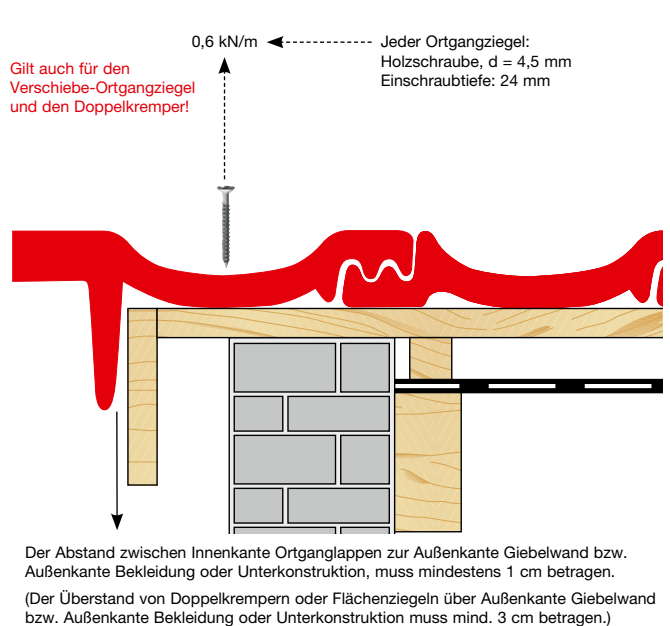 0,6 kN/m
Jeder Ortgangziegel:
Holzschraube, d = 4,5 mm
Einschraubtiefe: 24 mm
Gilt auch für den
Verschiebe-Ortgangziegel
und den Doppelkremper!
Der Abstand zwischen Innenkante Ortganglappen zur Außenkante Giebelwand bzw.
Außenkante Bekleidung oder Unterkonstruktion, muss mindestens 1 cm betragen.
(Der Überstand von Doppelkrempern oder Flächenziegeln über Außenkante Giebelwand
bzw. Außenkante Bekleidung oder Unterkonstruktion muss mind. 3 cm betragen.)